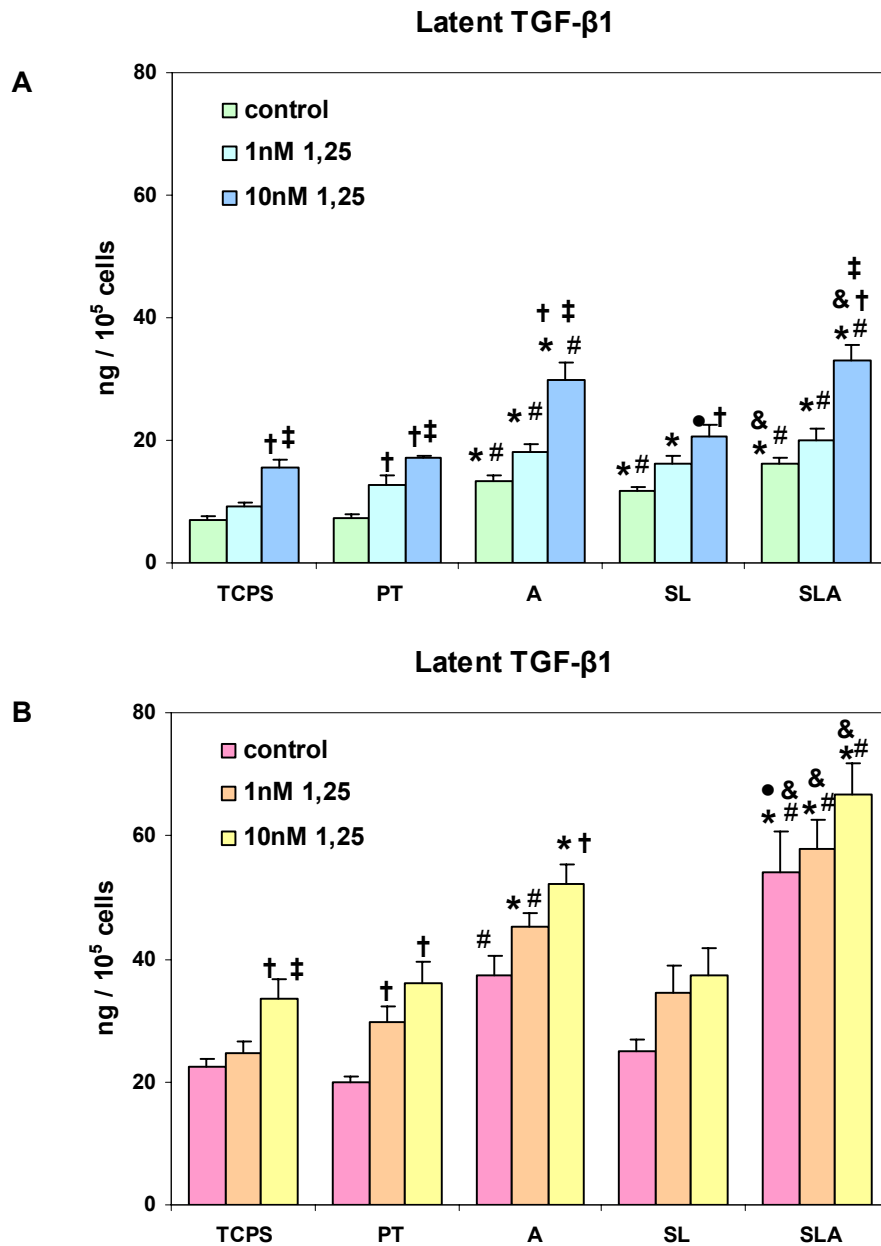 Latent TGF-β1
A
80
60
40
20
0
ng / 10⁵ cells
control
1nM 1,25
10nM 1,25
‡
† ‡ & †
* # * #
†‡ †‡ * # ●† & * #
† * # * # * * #
TCPS PT A SL SLA
Latent TGF-β1
B
80
60
40
20
0
ng / 10⁵ cells
control
1nM 1,25
10nM 1,25
&
● & & *#
* # *#
* †
* #
† ‡ † † #
TCPS PT A SL SLA